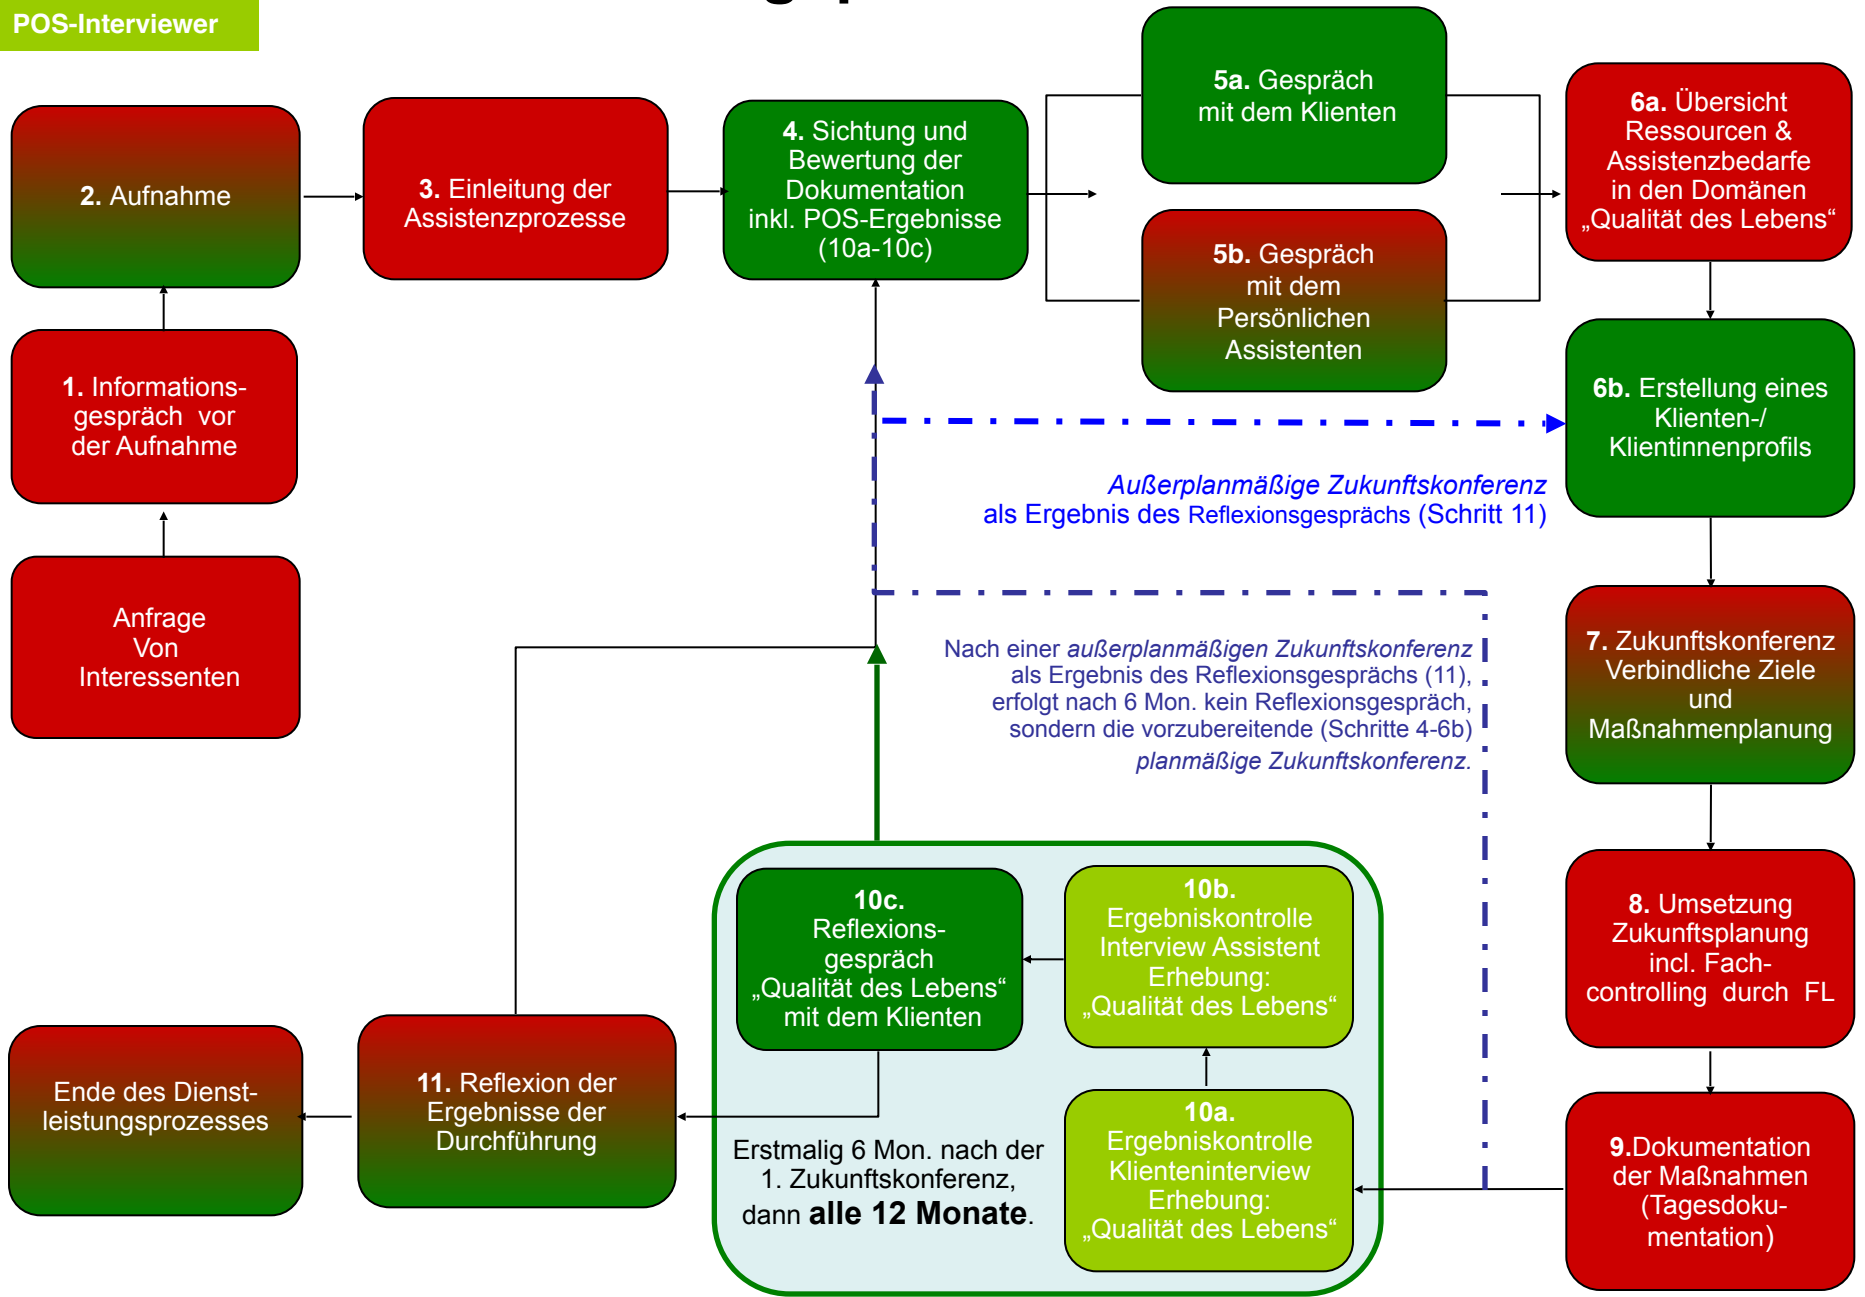 POS-Interviewer
2. Aufnahme
3. Einleitung der
Assistenzprozesse
4. Sichtung und
Bewertung der
Dokumentation
inkl. POS-Ergebnisse
(10a-10c)
5a. Gespräch
mit dem Klienten
5b. Gespräch
mit dem
Persönlichen
Assistenten
6a. Übersicht
Ressourcen &
Assistenzbedarfe
in den Domänen
„Qualität des Lebens“
1. Informations-
gespräch vor
der Aufnahme
6b. Erstellung eines
Klienten-/
Klientinnenprofils
Außerplanmäßige Zukunftskonferenz
als Ergebnis des Reflexionsgesprächs (Schritt 11)
Anfrage
Von
Interessenten
Nach einer außerplanmäßigen Zukunftskonferenz
als Ergebnis des Reflexionsgesprächs (11),
erfolgt nach 6 Mon. kein Reflexionsgespräch,
sondern die vorzubereitende (Schritte 4-6b)
planmäßige Zukunftskonferenz.
7. Zukunftskonferenz
Verbindliche Ziele
und
Maßnahmenplanung
8. Umsetzung
Zukunftsplanung
incl. Fach-
controlling durch FL
10c.
Reflexions-
gespräch
„Qualität des Lebens“
mit dem Klienten
10b.
Ergebniskontrolle
Interview Assistent
Erhebung:
„Qualität des Lebens“
Ende des Dienst-
leistungsprozesses
11. Reflexion der
Ergebnisse der
Durchführung
Erstmalig 6 Mon. nach der
1. Zukunftskonferenz,
dann alle 12 Monate.
10a.
Ergebniskontrolle
Klienteninterview
Erhebung:
„Qualität des Lebens“
9.Dokumentation
der Maßnahmen
(Tagesdoku-
mentation)